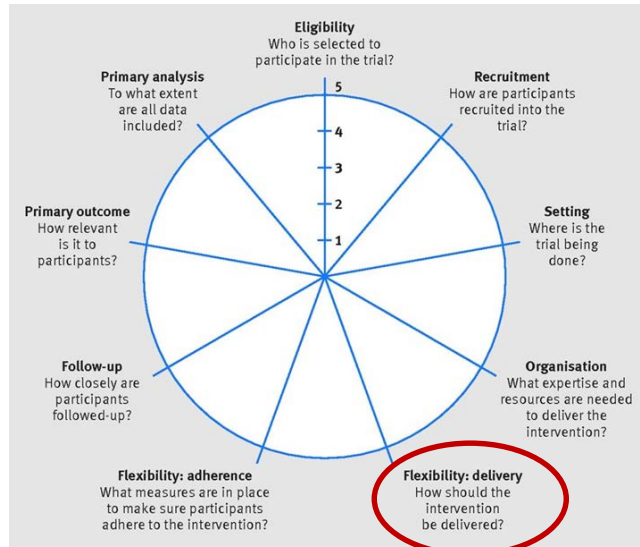 Eligibility
Who is selected to
participate in the trial?
Primary analysis
To what extent
are all data
included?
Recruitment
How are participants
recruited into the
trial?
5
4
3
2
1
Primary outcome
How relevant
is it to
participants?
Setting
Where is the
trial being
done?
Follow-up
How closely are
participants
followed-up?
Organisation
What expertise and
resources are needed
to deliver the
intervention?
Flexibility: adherence
What measures are in place
to make sure participants
adhere to the intervention?
Flexibility: delivery
How should the
intervention
be delivered?